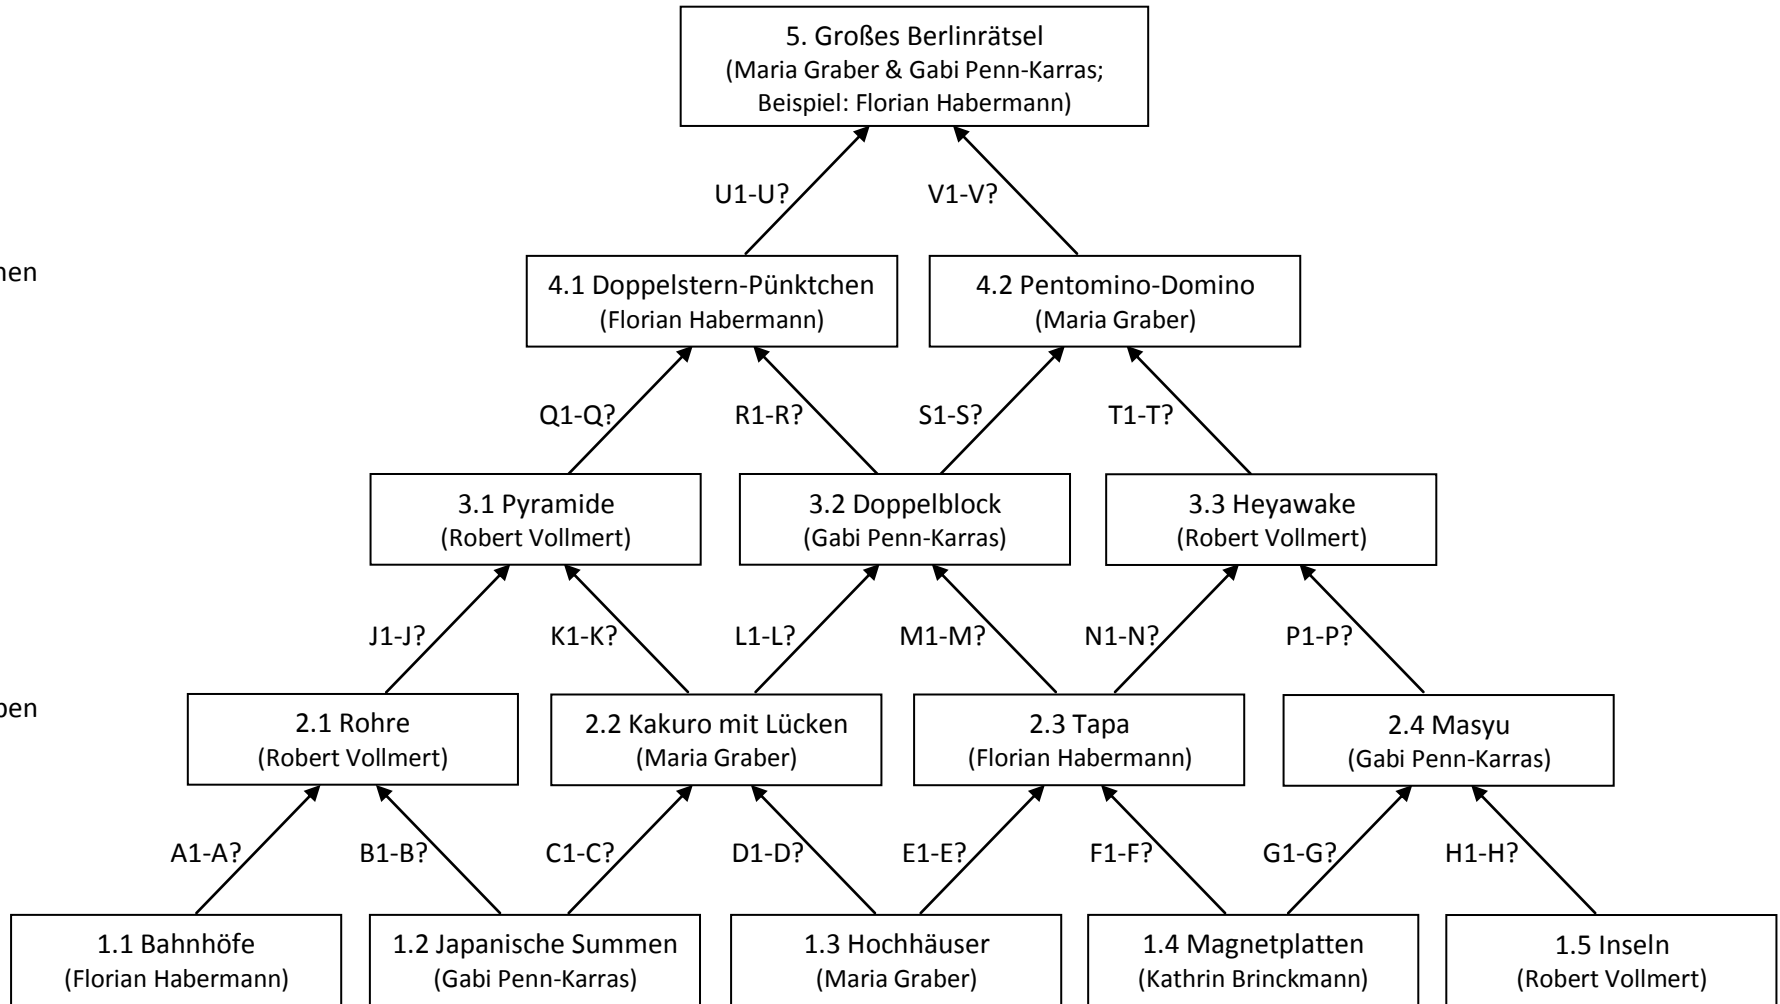 5. Großes Berlinrätsel
(Maria Graber & Gabi Penn-Karras;
Beispiel: Florian Habermann)
U1-U?
V1-V?
hen
4.1 Doppelstern-Pünktchen
(Florian Habermann)
4.2 Pentomino-Domino
(Maria Graber)
Q1-Q?
R1-R?
S1-S?
T1-T?
3.1 Pyramide
(Robert Vollmert)
3.2 Doppelblock
(Gabi Penn-Karras)
3.3 Heyawake
(Robert Vollmert)
J1-J?
K1-K?
L1-L?
M1-M?
N1-N?
P1-P?
ben
2.1 Rohre
(Robert Vollmert)
2.2 Kakuro mit Lücken
(Maria Graber)
2.3 Tapa
(Florian Habermann)
2.4 Masyu
(Gabi Penn-Karras)
A1-A?
B1-B?
C1-C?
D1-D?
E1-E?
F1-F?
G1-G?
H1-H?
1.1 Bahnhöfe
(Florian Habermann)
1.2 Japanische Summen
(Gabi Penn-Karras)
1.3 Hochhäuser
(Maria Graber)
1.4 Magnetplatten
(Kathrin Brinckmann)
1.5 Inseln
(Robert Vollmert)